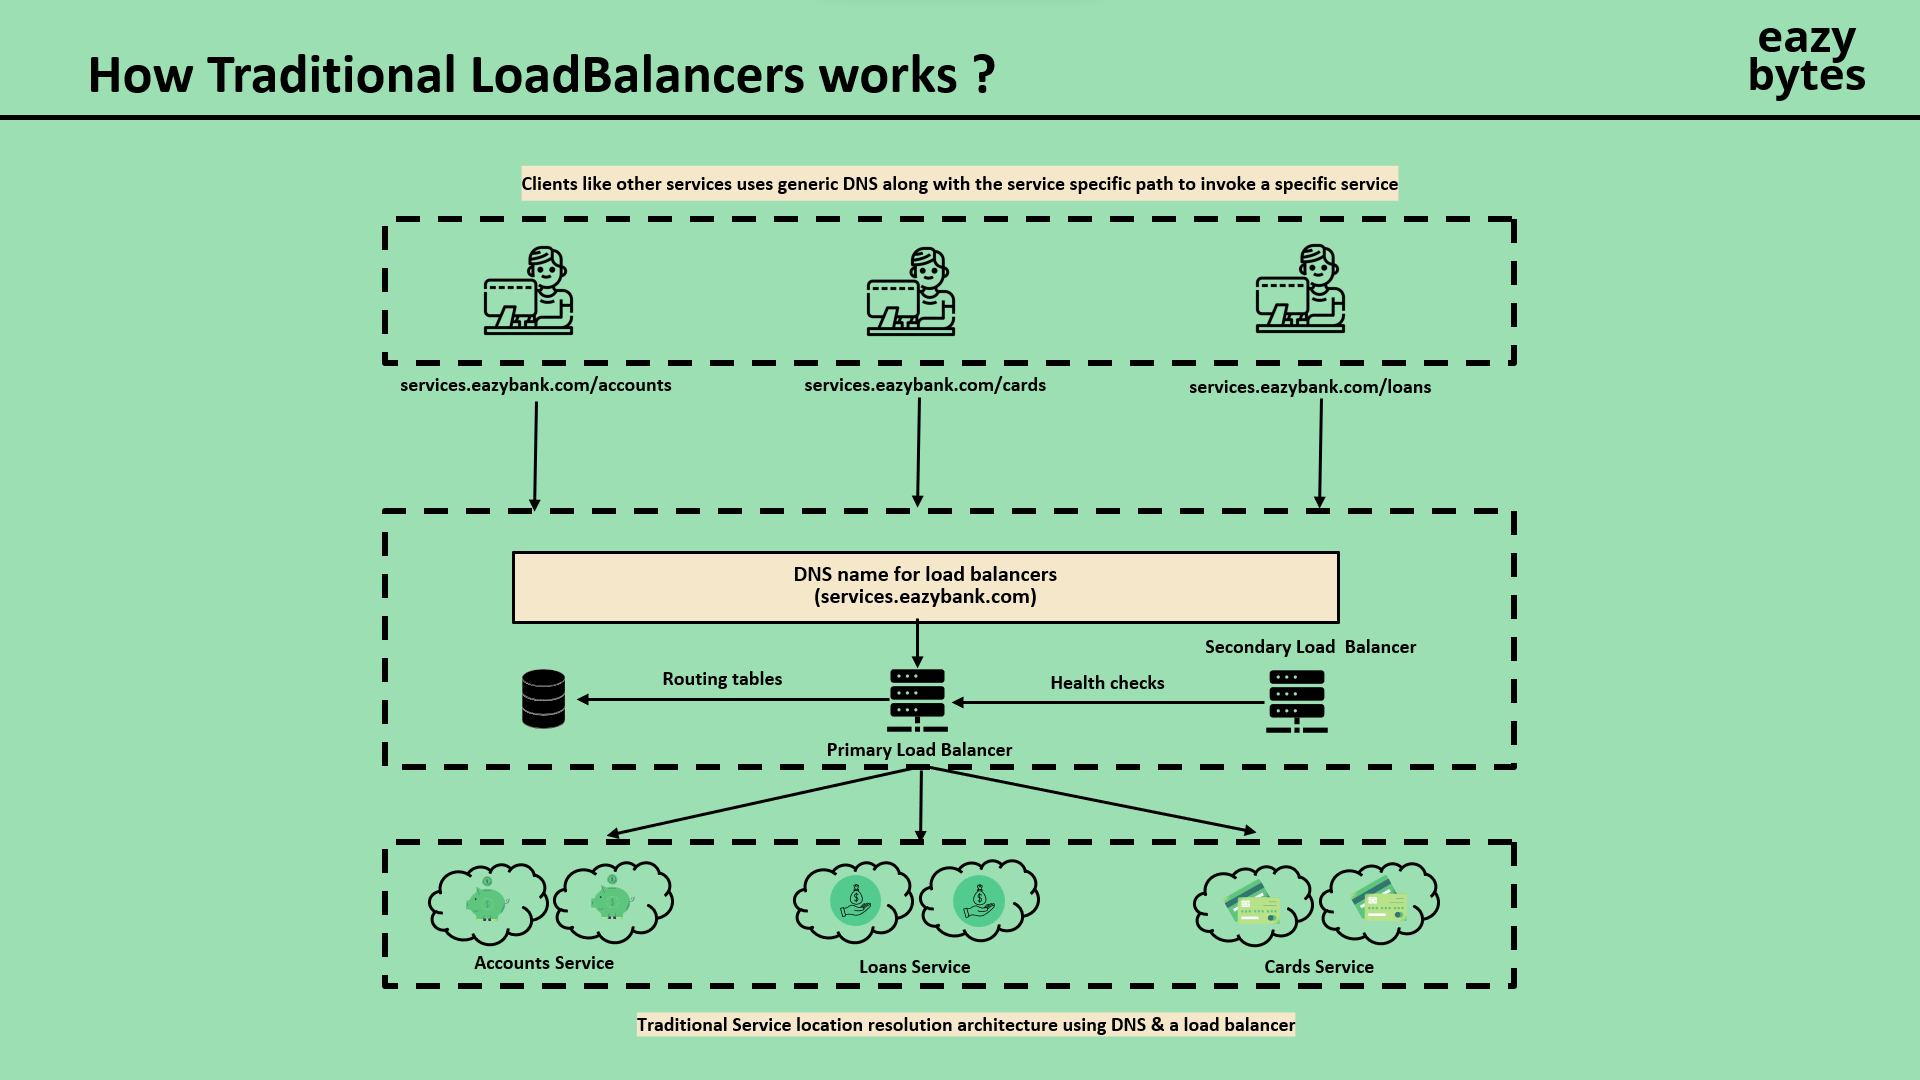 How Traditional LoadBalancers works ?
eazy
bytes
Clients like other services uses generic DNS along with the service specific path to invoke a specific service
services.eazybank.com/accounts
services.eazybank.com/cards
services.eazybank.com/loans
DNS name for load balancers
(services.eazybank.com)
Secondary Load Balancer
Routing tables
Health checks
Primary Load Balancer
Accounts Service
Loans Service
Cards Service
Traditional Service location resolution architecture using DNS & a load balancer